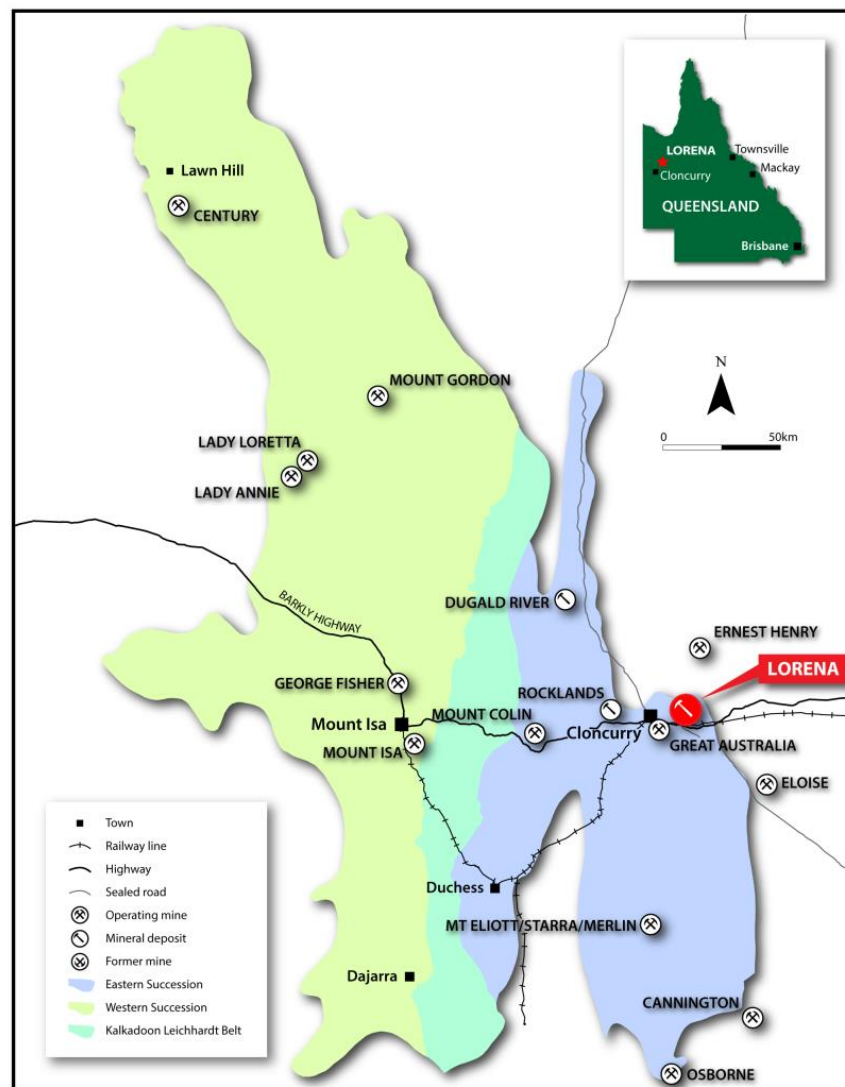 LORENA
Townsville
Mackay
Cloncurry
QUEENSLAND
Brisbane
Lawn Hill
CENTURY
N
0 50km
MOUNT GORDON
LADY LORETTA
LADY ANNIE
BARKLY HIGHWAY
DUGALD RIVER
ERNEST HENRY
LORENA
GEORGE FISHER
ROCKLANDS
Mount Isa
MOUNT COLIN
Cloncurry
MOUNT ISA
GREAT AUSTRALIA
ELOISE
Duchess
MT ELIOTT/STARRA/MERLIN
Dajarra
CANNINGTON
OSBORNE
Town
Railway line
Highway
Sealed road
Operating mine
Mineral deposit
Former mine
Eastern Succession
Western Succession
Kalkadoon Leichhardt Belt